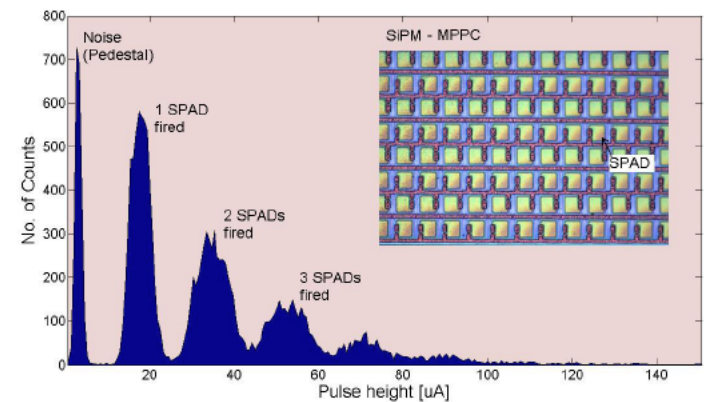 800
700
600
500
400
300
200
100
0
No. of Counts
Noise
(Pedestal)
1 SPAD
fired
2 SPADs
fired
3 SPADs
fired
SiPM - MPPC
SPAD
20
40
60
80
100
120
140
Pulse height [uA]